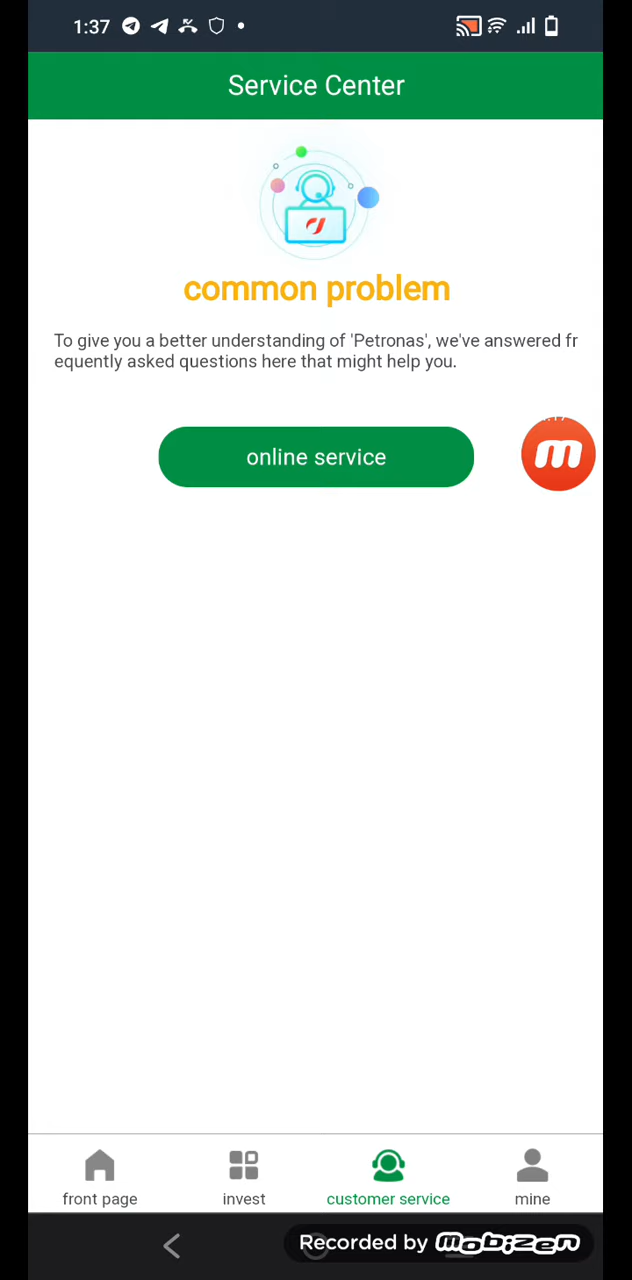 1:37
Service Center
common problem
To give you a better understanding of 'Petronas', we've answered fr
equently asked questions here that might help you.
online service
m
front page
invest
customer service
mine
Recorded by mobizen